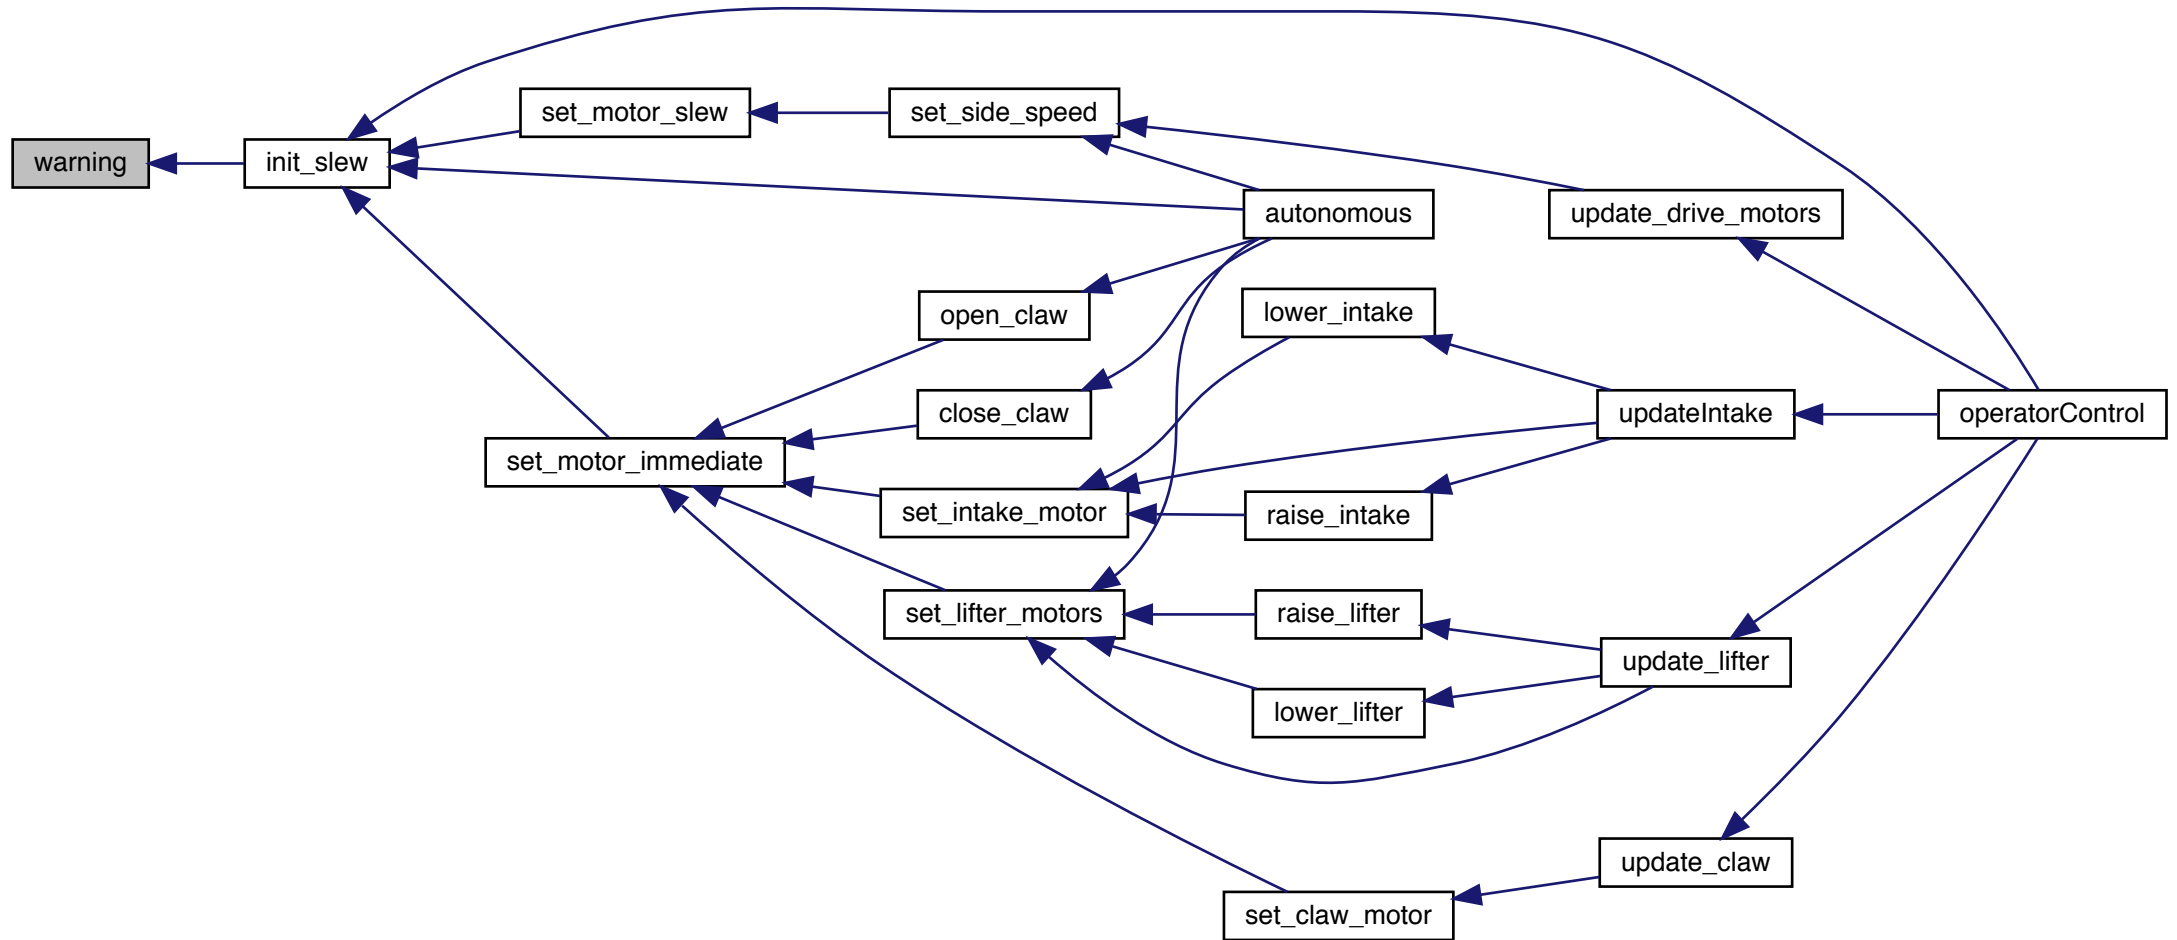 warning
init_slew
set_motor_slew
set_side_speed
autonomous
update_drive_motors
open_claw
lower_intake
close_claw
updateIntake
operatorControl
set_motor_immediate
set_intake_motor
raise_intake
set_lifter_motors
raise_lifter
update_lifter
lower_lifter
update_claw
set_claw_motor